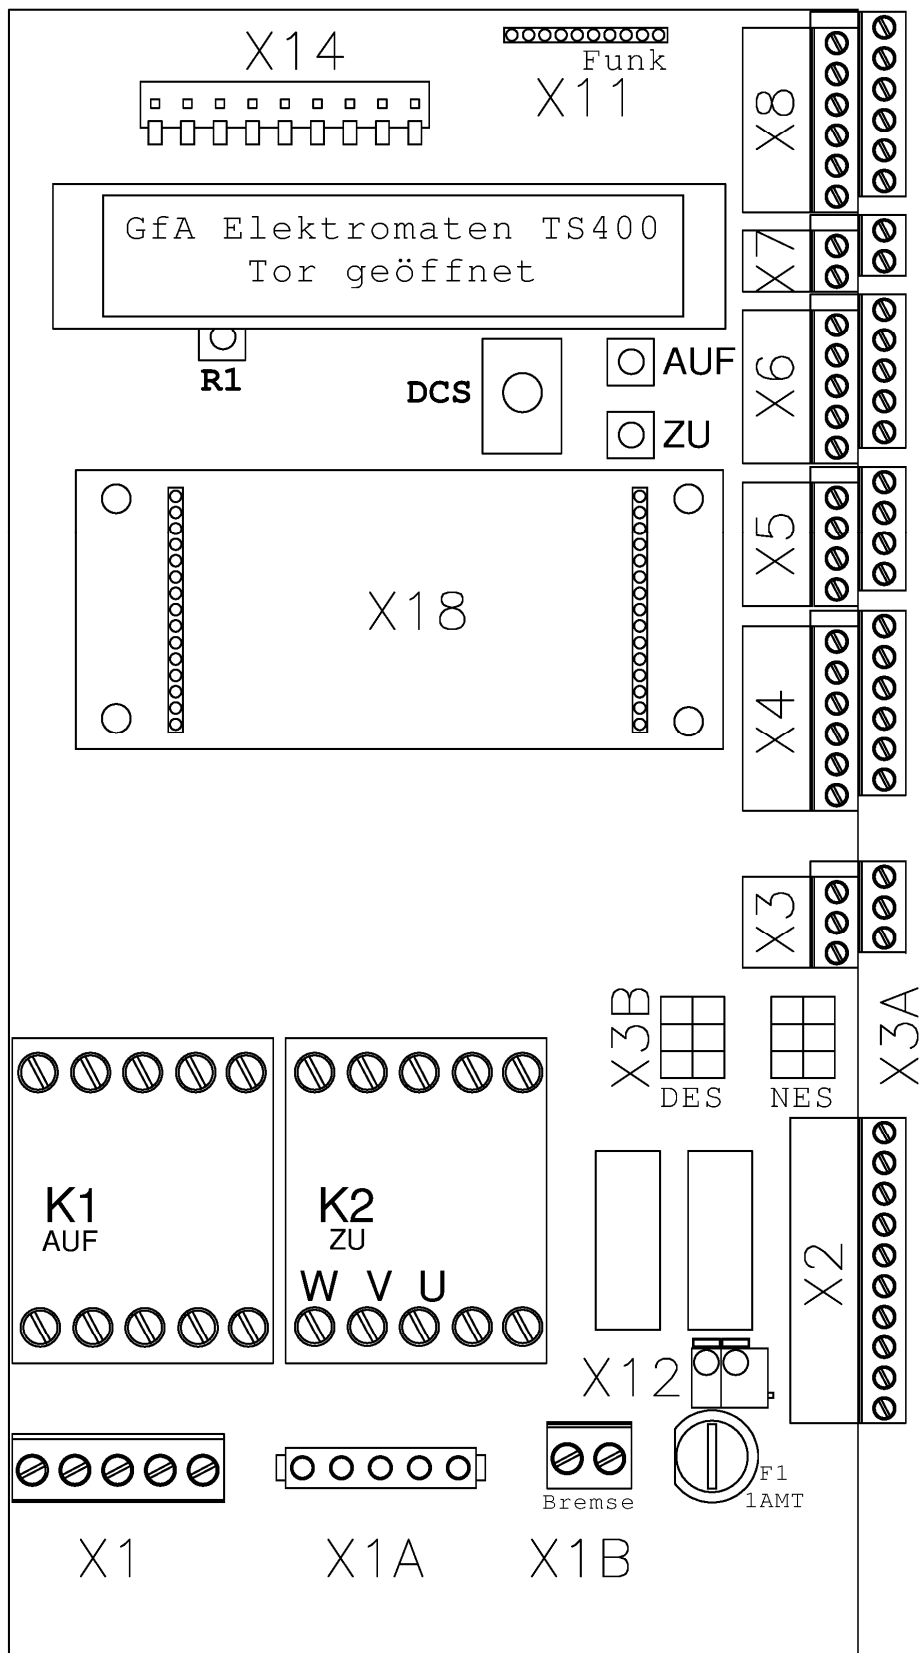 X14
Funk
X11
X8
GfA Elektromaten TS400
Tor geöffnet
X7
R1
DCS
AUF
ZU
X6
X18
X5
X4
X3
X3B
DES
NES
X3A
K1
AUF
K2
ZU
W V U
X2
X12
F1
1AMT
Bremse
X1
X1A
X1B